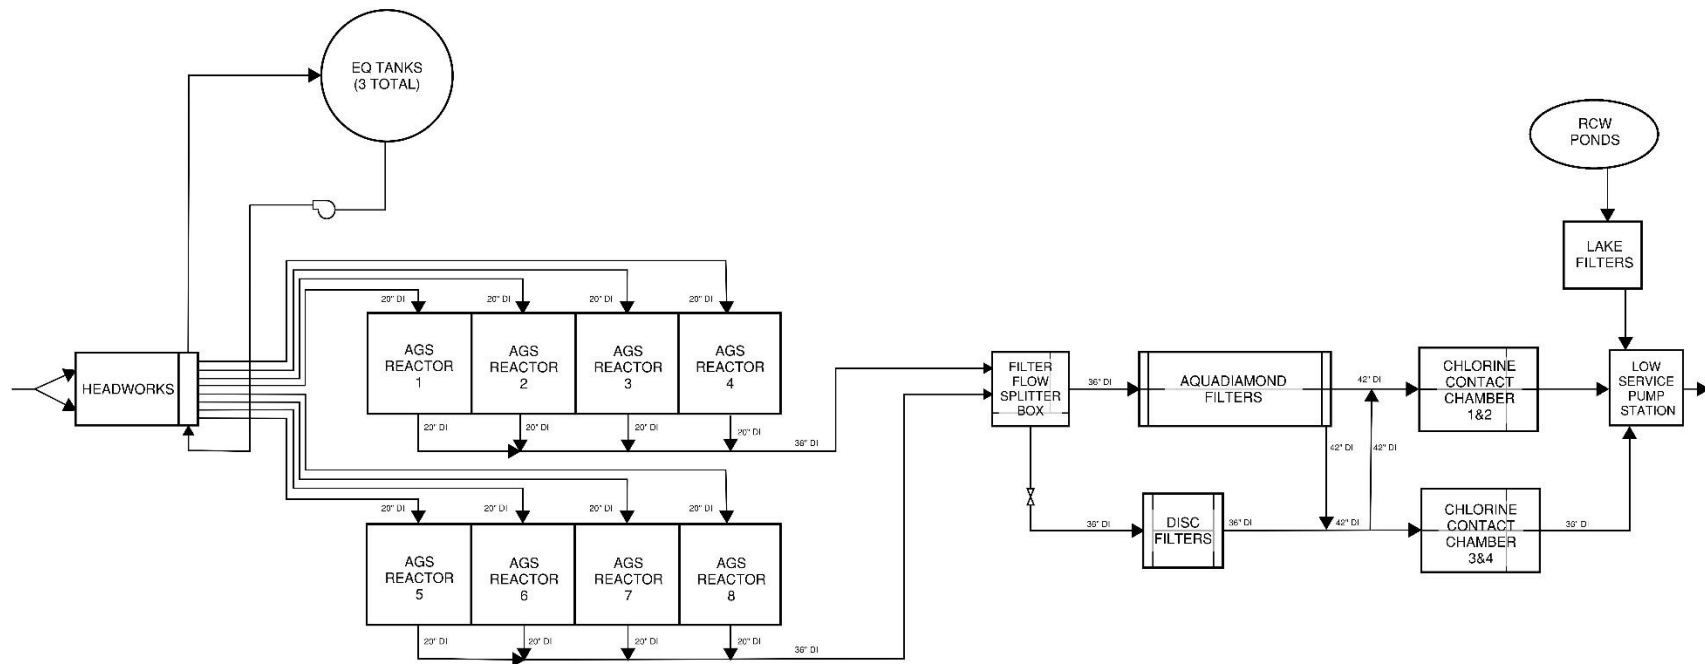 EQ TANKS
(3 TOTAL)
RCW
PONDS
LAKE
FILTERS
20" DI
20" DI
20" DI
20" DI
HEADWORKS
AGS
REACTOR
1
AGS
REACTOR
2
AGS
REACTOR
3
AGS
REACTOR
4
20" DI
20" DI
20" DI
20" DI
36" DI
FILTER
FLOW
SPLITTER
BOX
36" DI
AQUADIAMOND
FILTERS
42" DI
CHLORINE
CONTACT
CHAMBER
1&2
LOW
SERVICE
PUMP
STATION
42" DI
42" DI
20" DI
20" DI
20" DI
20" DI
AGS
REACTOR
5
AGS
REACTOR
6
AGS
REACTOR
7
AGS
REACTOR
8
36" DI
DISC
FILTERS
36" DI
42" DI
CHLORINE
CONTACT
CHAMBER
3&4
36" DI
20" DI
20" DI
20" DI
20" DI
36" DI